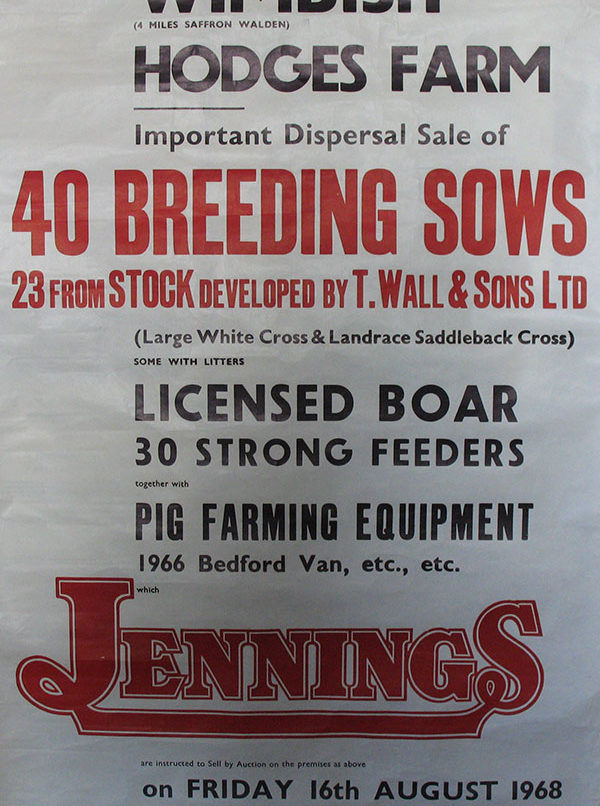 WIMBISH
(4 MILES SAFFRON WALDEN)
HODGES FARM
Important Dispersal Sale of
40 BREEDING SOWS
23 FROM STOCK DEVELOPED BY T. WALL & SONS LTD
(Large White Cross & Landrace Saddleback Cross)
SOME WITH LITTERS
LICENSED BOAR
30 STRONG FEEDERS
together with
PIG FARMING EQUIPMENT
1966 Bedford Van, etc., etc.
which
JENNINGS
are instructed to Sell by Auction on the premises as above
on FRIDAY 16th AUGUST 1968